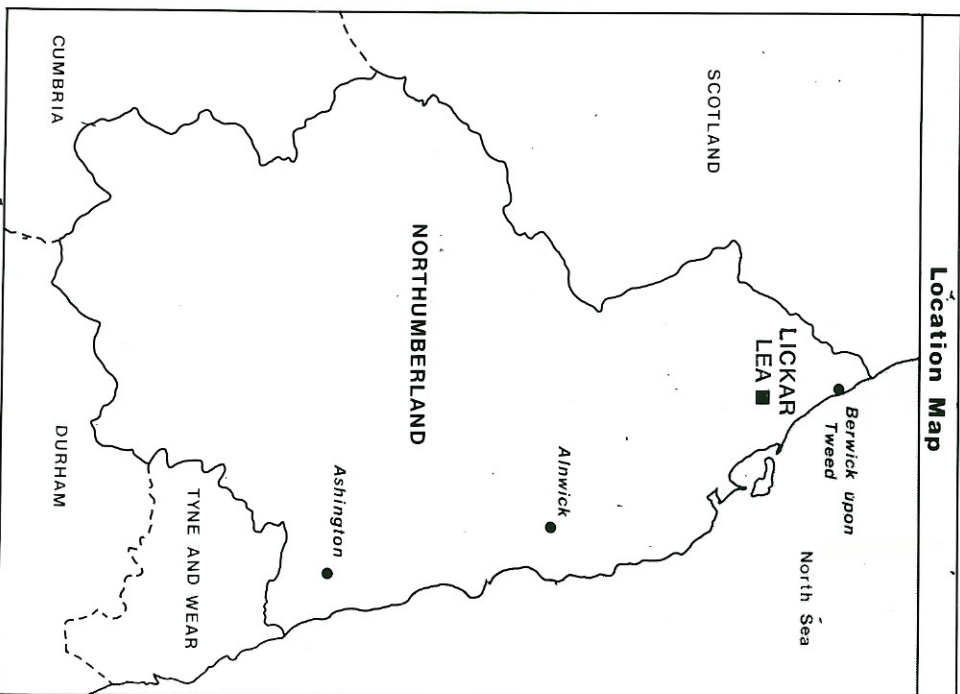 Location Map
SCOTLAND
LICKAR
LEA
Berwick upon
Tweed
North Sea
Alnwick
NORTHUMBERLAND
Ashington
TYNE AND WEAR
CUMBRIA
DURHAM